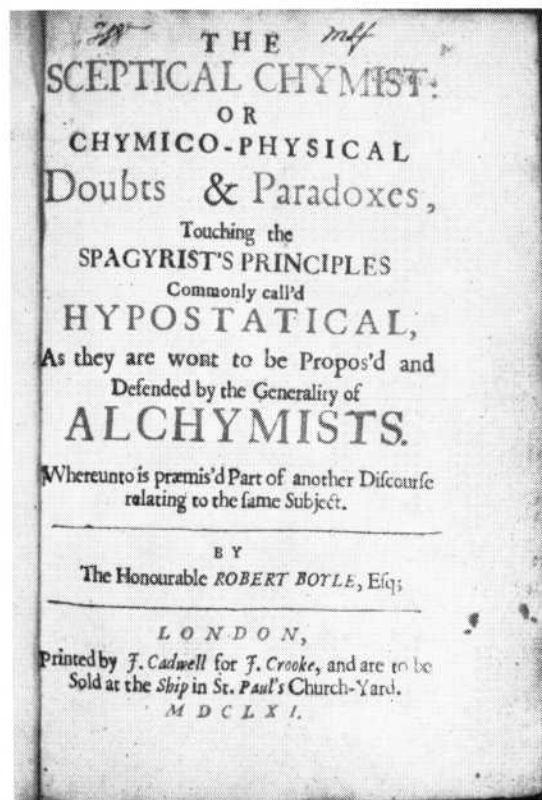 THE
SCEPTICAL CHYMIST:
OR
CHYMICO-PHYSICAL
Doubts & Paradoxes,
Touching the
SPAGYRIST'S PRINCIPLES
Commonly call'd
HYPOSTATICAL,
As they are wont to be Propos'd and
Defended by the Generality of
ALCHYMISTS.
Whereunto is præmis'd Part of another Diſcourſe
relating to the ſame Subject.
BY
The Honourable ROBERT BOYLE, Eſq;
LONDON,
Printed by J. Cadwell for J. Crooke, and are to be
Sold at the Ship in St. Paul's Church-Yard.
MDCLXI.